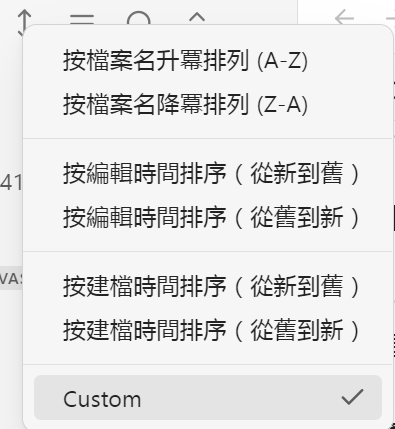 按檔案名升冪排列 (A-Z)
按檔案名降冪排列 (Z-A)
41
按編輯時間排序（從新到舊）
按編輯時間排序（從舊到新）
VAS
按建檔時間排序（從新到舊）
按建檔時間排序（從舊到新）
Custom